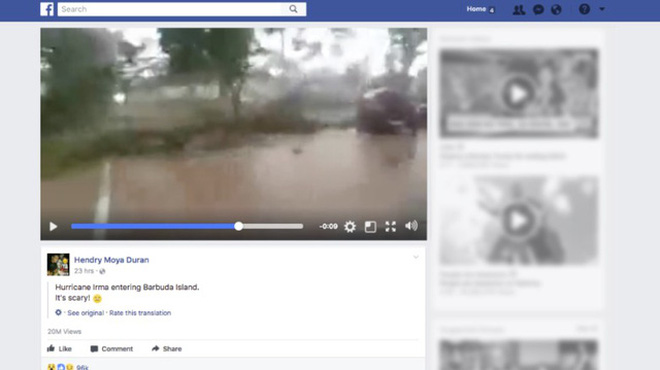 f
Search
Home 4
?
-0:09
Hendry Moya Duran
23 hrs ·
Hurricane Irma entering Barbuda Island.
It's scary!
· See original · Rate this translation
20M Views
Like Comment Share
96k